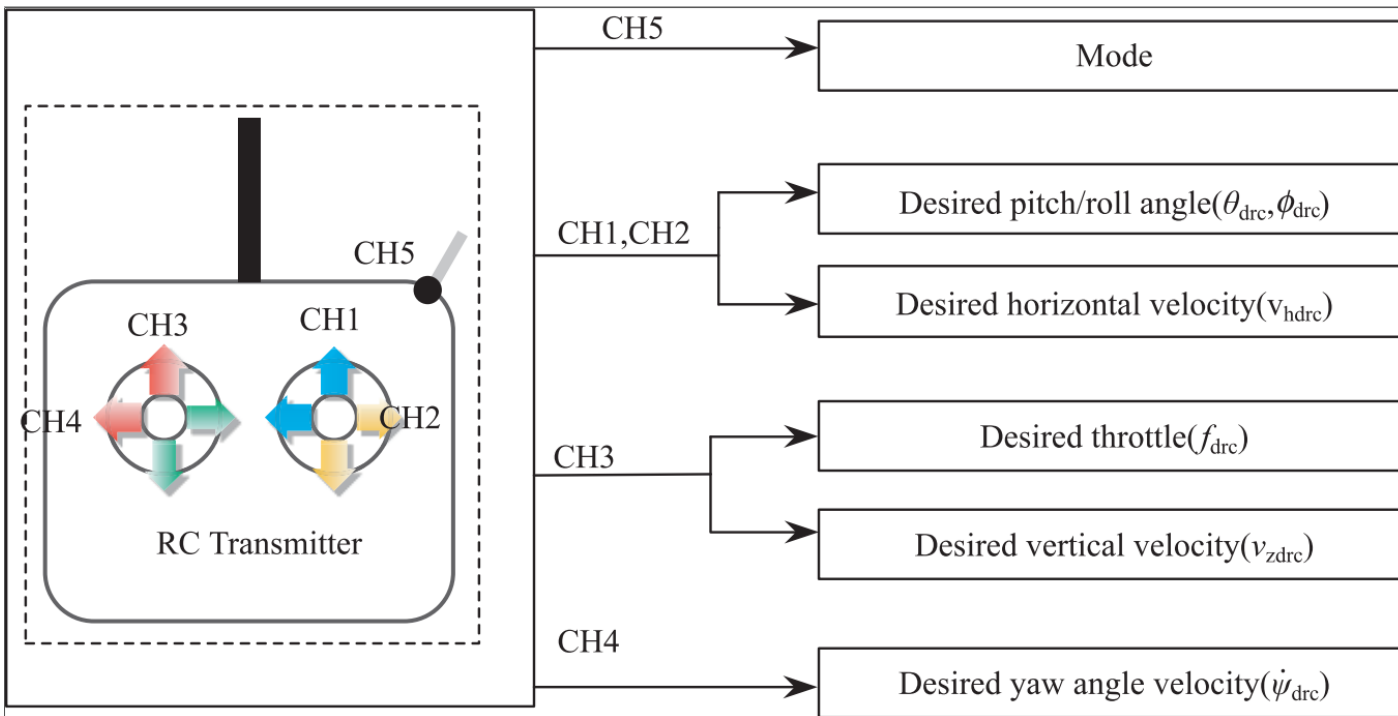 CH5
Mode
CH5
CH1,CH2
Desired pitch/roll angle(θdrc,ϕdrc)
Desired horizontal velocity(vhdrc)
CH3
CH1
CH4
CH2
RC Transmitter
CH3
Desired throttle(fdrc)
Desired vertical velocity(vzdrc)
CH4
Desired yaw angle velocity(ψ̇drc)